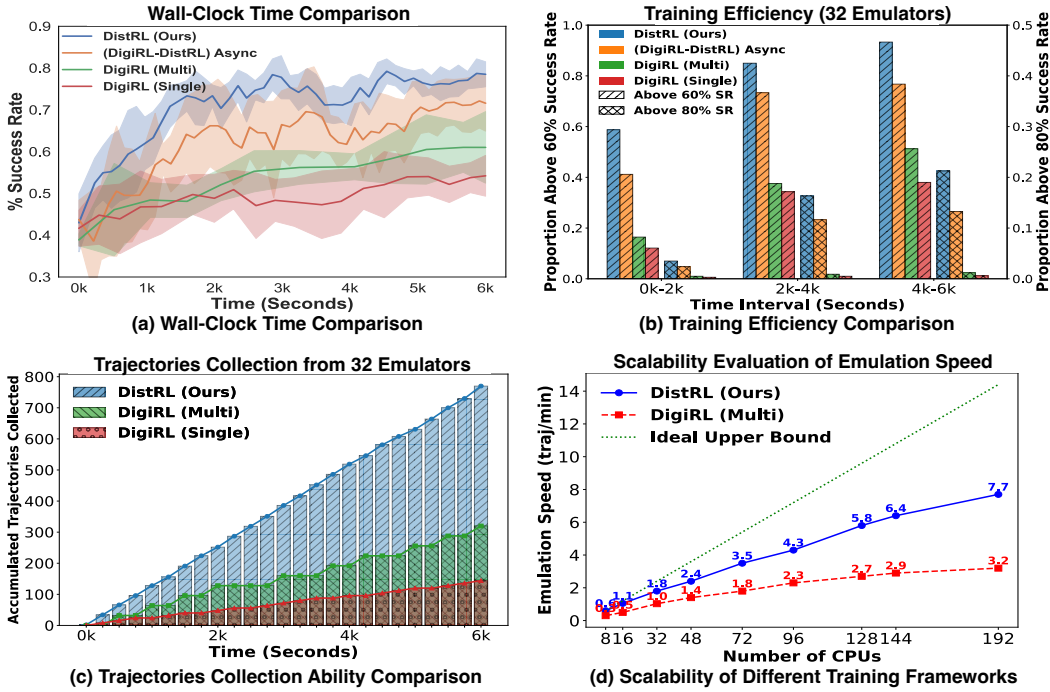 Wall-Clock Time Comparison
DistRL (Ours)
(DigiRL-DistRL) Async
DigiRL (Multi)
DigiRL (Single)
% Success Rate
0.9
0.8
0.7
0.6
0.5
0.4
0.3
0k 1k 2k 3k 4k 5k 6k
Time (Seconds)
(a) Wall-Clock Time Comparison
Training Efficiency (32 Emulators)
DistRL (Ours)
(DigiRL-DistRL) Async
DigiRL (Multi)
DigiRL (Single)
Above 60% SR
Above 80% SR
Proportion Above 60% Success Rate
1.0
0.8
0.6
0.4
0.2
0.0
Proportion Above 80% Success Rate
0.5
0.4
0.3
0.2
0.1
0.0
0k-2k 2k-4k 4k-6k
Time Interval (Seconds)
(b) Training Efficiency Comparison
Trajectories Collection from 32 Emulators
DistRL (Ours)
DigiRL (Multi)
DigiRL (Single)
Accumulated Trajectories Collected
800
700
600
500
400
300
200
100
0
0k 2k 4k 6k
Time (Seconds)
(c) Trajectories Collection Ability Comparison
Scalability Evaluation of Emulation Speed
DistRL (Ours)
DigiRL (Multi)
Ideal Upper Bound
Emulation Speed (traj/min)
14
12
10
8
6
4
2
0
0.6 1.1 1.8 2.4 3.5 4.3 5.8 6.4 7.7
1.0 1.4 1.8 2.3 2.7 2.9 3.2
8 16 32 48 72 96 128 144 192
Number of CPUs
(d) Scalability of Different Training Frameworks